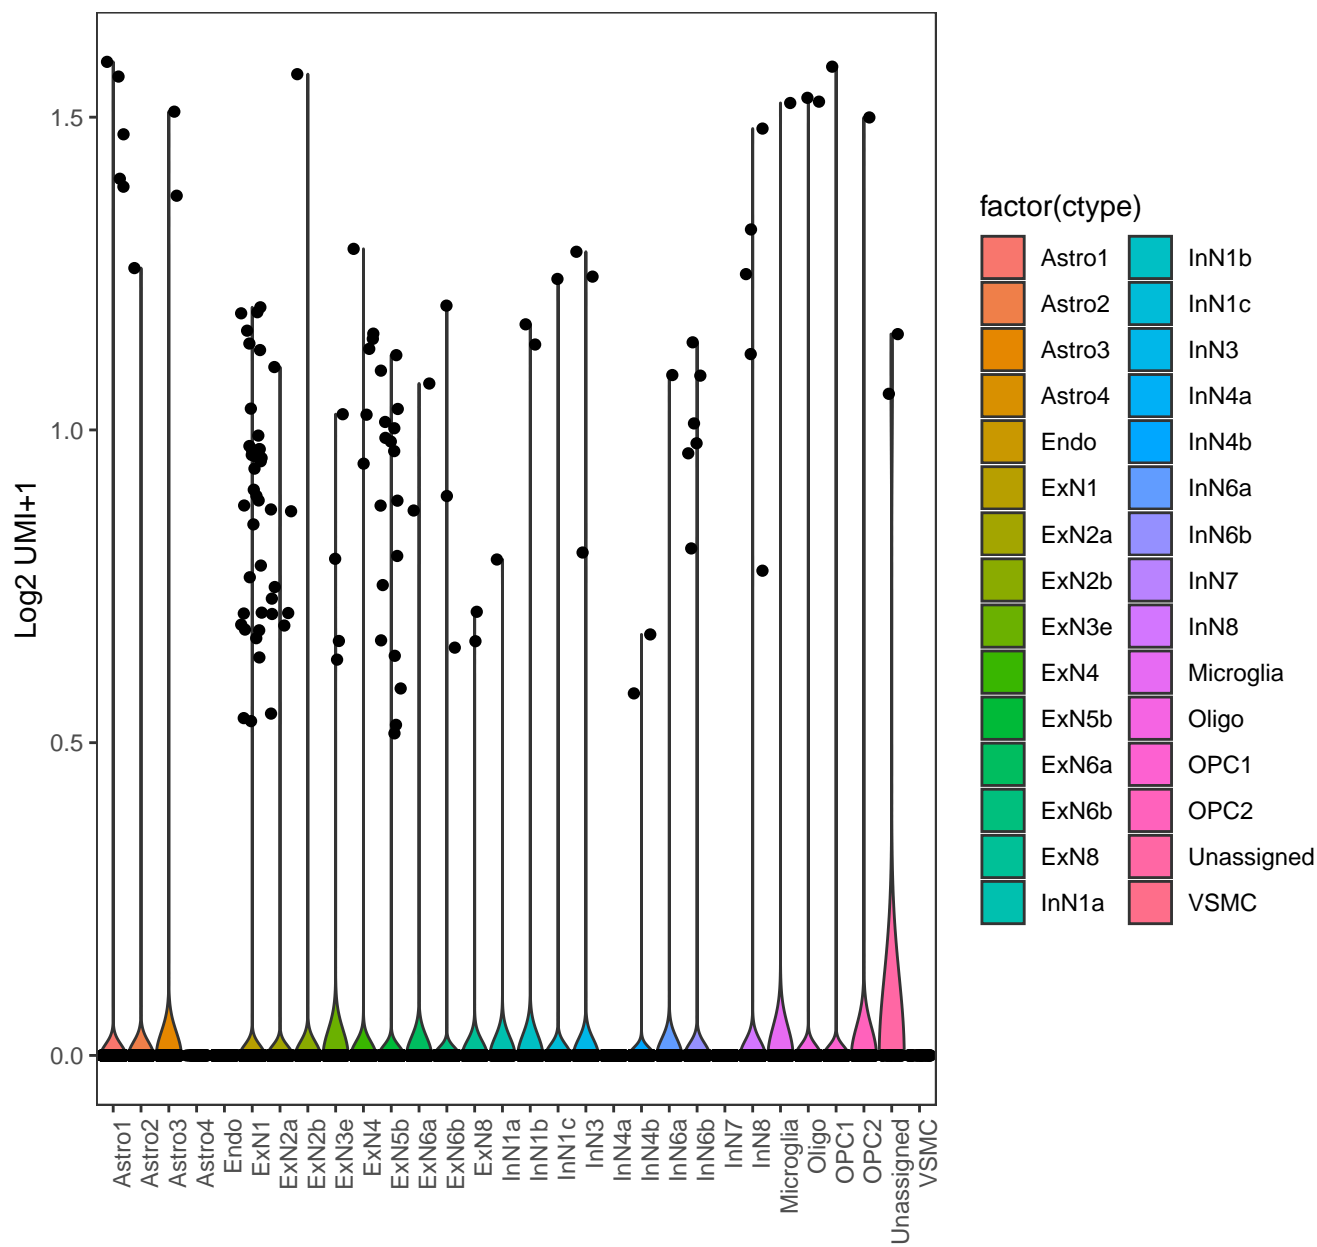 Log2 UMI+1
1.5
1.0
0.5
0.0
Astro1
Astro2
Astro3
Astro4
Endo
ExN1
ExN2a
ExN2b
ExN3e
ExN4
ExN5b
ExN6a
ExN6b
ExN8
InN1a
InN1b
InN1c
InN3
InN4a
InN4b
InN6a
InN6b
InN7
InN8
Microglia
Oligo
OPC1
OPC2
Unassigned
VSMC
factor(ctype)
Astro1
Astro2
Astro3
Astro4
Endo
ExN1
ExN2a
ExN2b
ExN3e
ExN4
ExN5b
ExN6a
ExN6b
ExN8
InN1a
InN1b
InN1c
InN3
InN4a
InN4b
InN6a
InN6b
InN7
InN8
Microglia
Oligo
OPC1
OPC2
Unassigned
VSMC